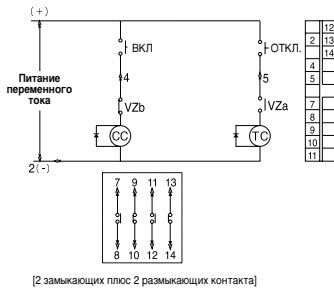 (+)
ВКЛ
ОТКЛ.
4
5
Питание
переменного
тока
VZb
VZa
CC
TC
2(-)
7 9 11 13
8 10 12 14
[2 замыкающих плюс 2 размыкающих контакта]
12
2 13
14
4
5
7
8
9
10
11